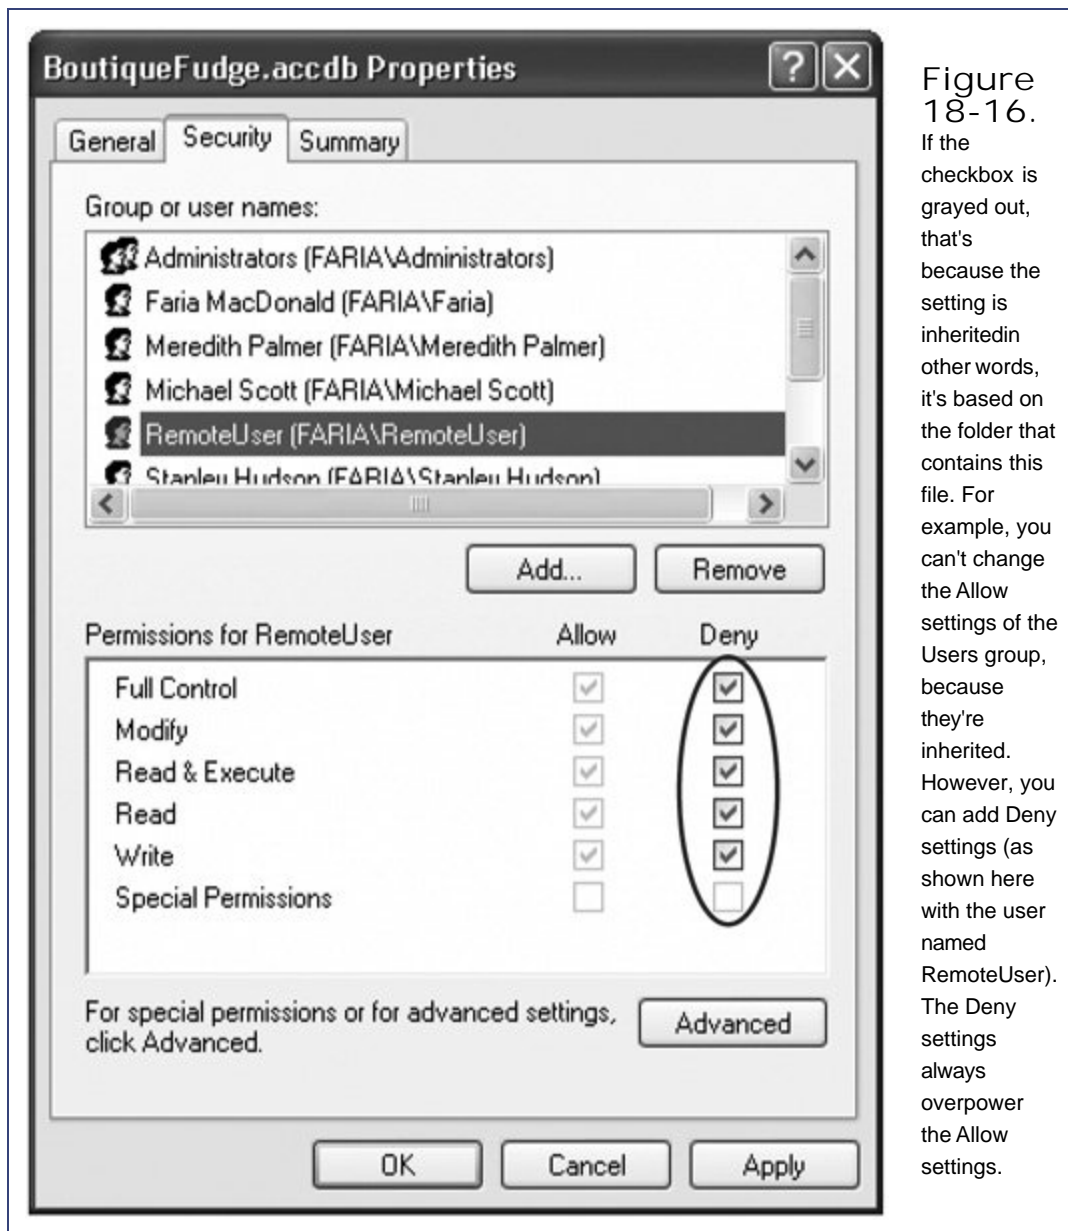 BoutiqueFudge.accdb Properties
General Security Summary
Group or user names:
Administrators (FARIA\Administrators)
Faria MacDonald (FARIA\Faria)
Meredith Palmer (FARIA\Meredith Palmer)
Michael Scott (FARIA\Michael Scott)
RemoteUser (FARIA\RemoteUser)
Stanley Hudson (FARIA\Stanley Hudson)
Add... Remove
Permissions for RemoteUser Allow Deny
Full Control
Modify
Read & Execute
Read
Write
Special Permissions
For special permissions or for advanced settings,
click Advanced.
Advanced
OK Cancel Apply
Figure
18-16.
If the
checkbox is
grayed out,
that's
because the
setting is
inheritedin
other words,
it's based on
the folder that
contains this
file. For
example, you
can't change
the Allow
settings of the
Users group,
because
they're
inherited.
However, you
can add Deny
settings (as
shown here
with the user
named
RemoteUser).
The Deny
settings
always
overpower
the Allow
settings.